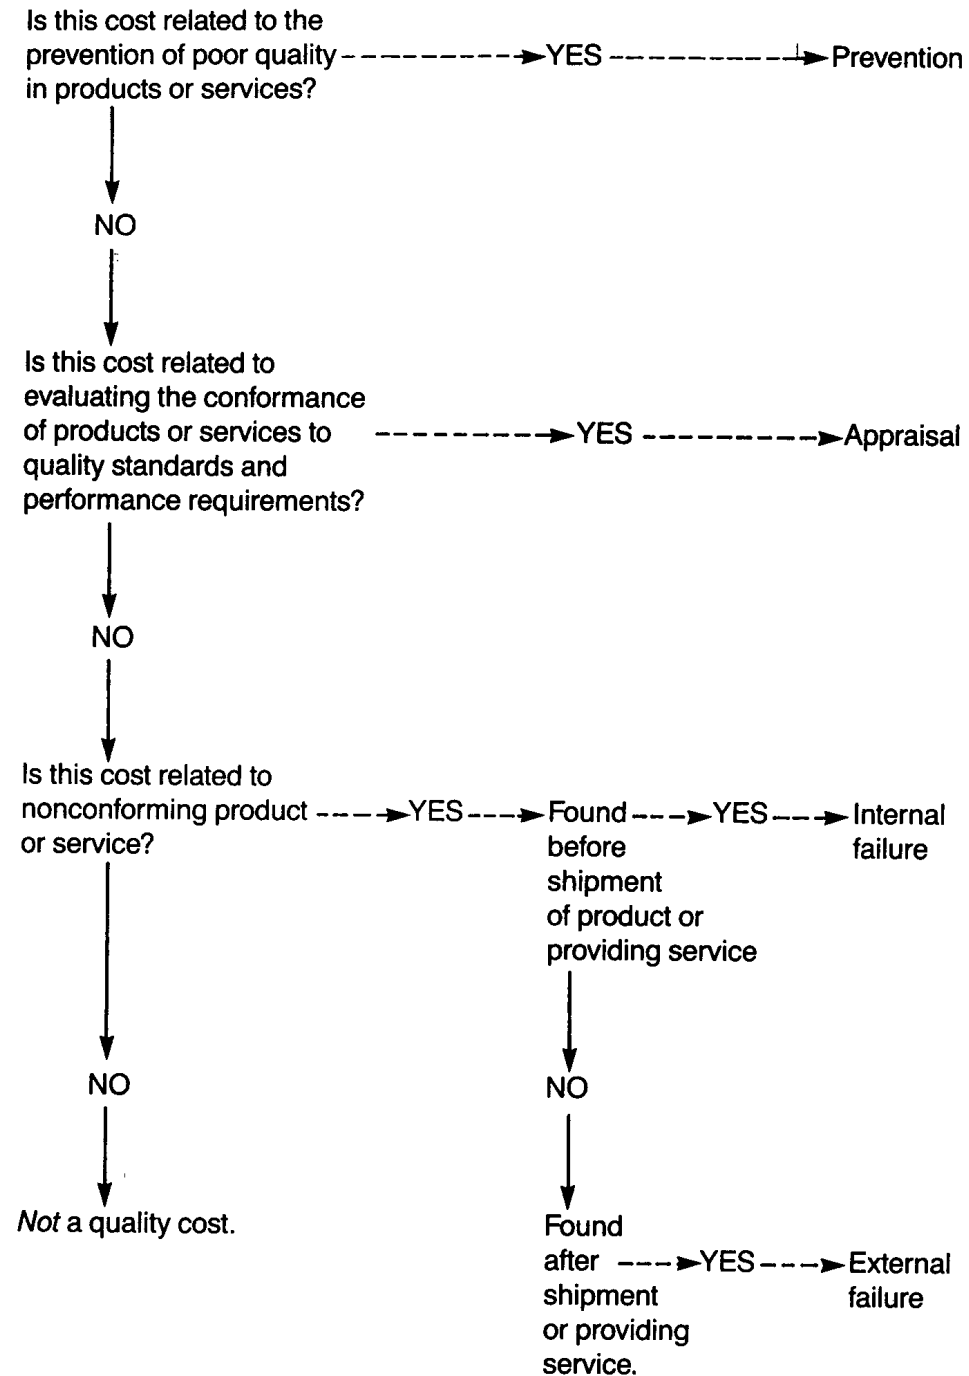 Is this cost related to the
prevention of poor quality YES Prevention
in products or services?
NO
Is this cost related to
evaluating the conformance
of products or services to YES Appraisal
quality standards and
performance requirements?
NO
Is this cost related to
nonconforming product YES Found YES Internal
or service? before failure
shipment
of product or
providing service
NO NO
Not a quality cost. Found
after YES External
shipment failure
or providing
service.